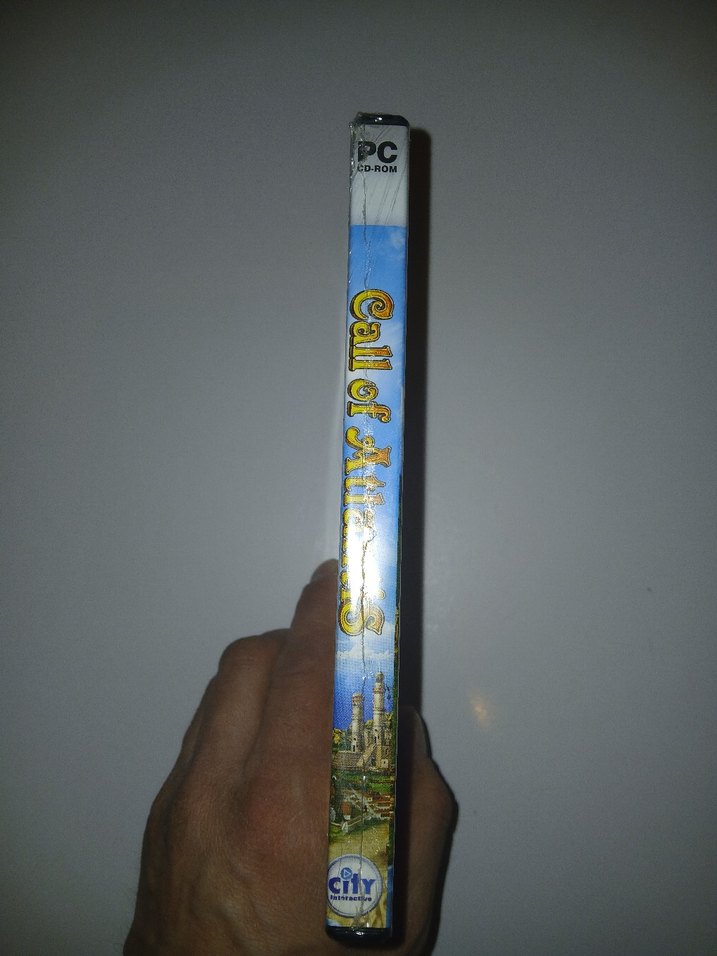 PC
CD-ROM
Call of Atlantis
city
interactive